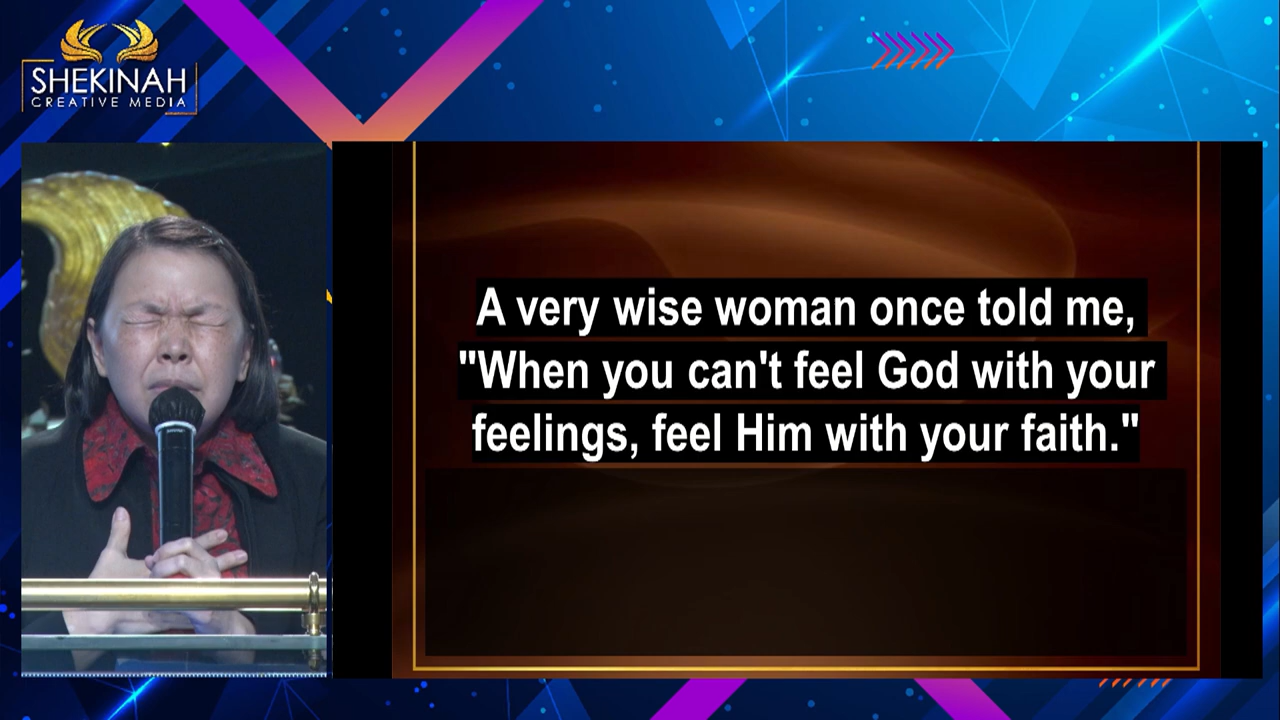 SHEKINAH
CREATIVE MEDIA
A very wise woman once told me,
"When you can't feel God with your
feelings, feel Him with your faith."